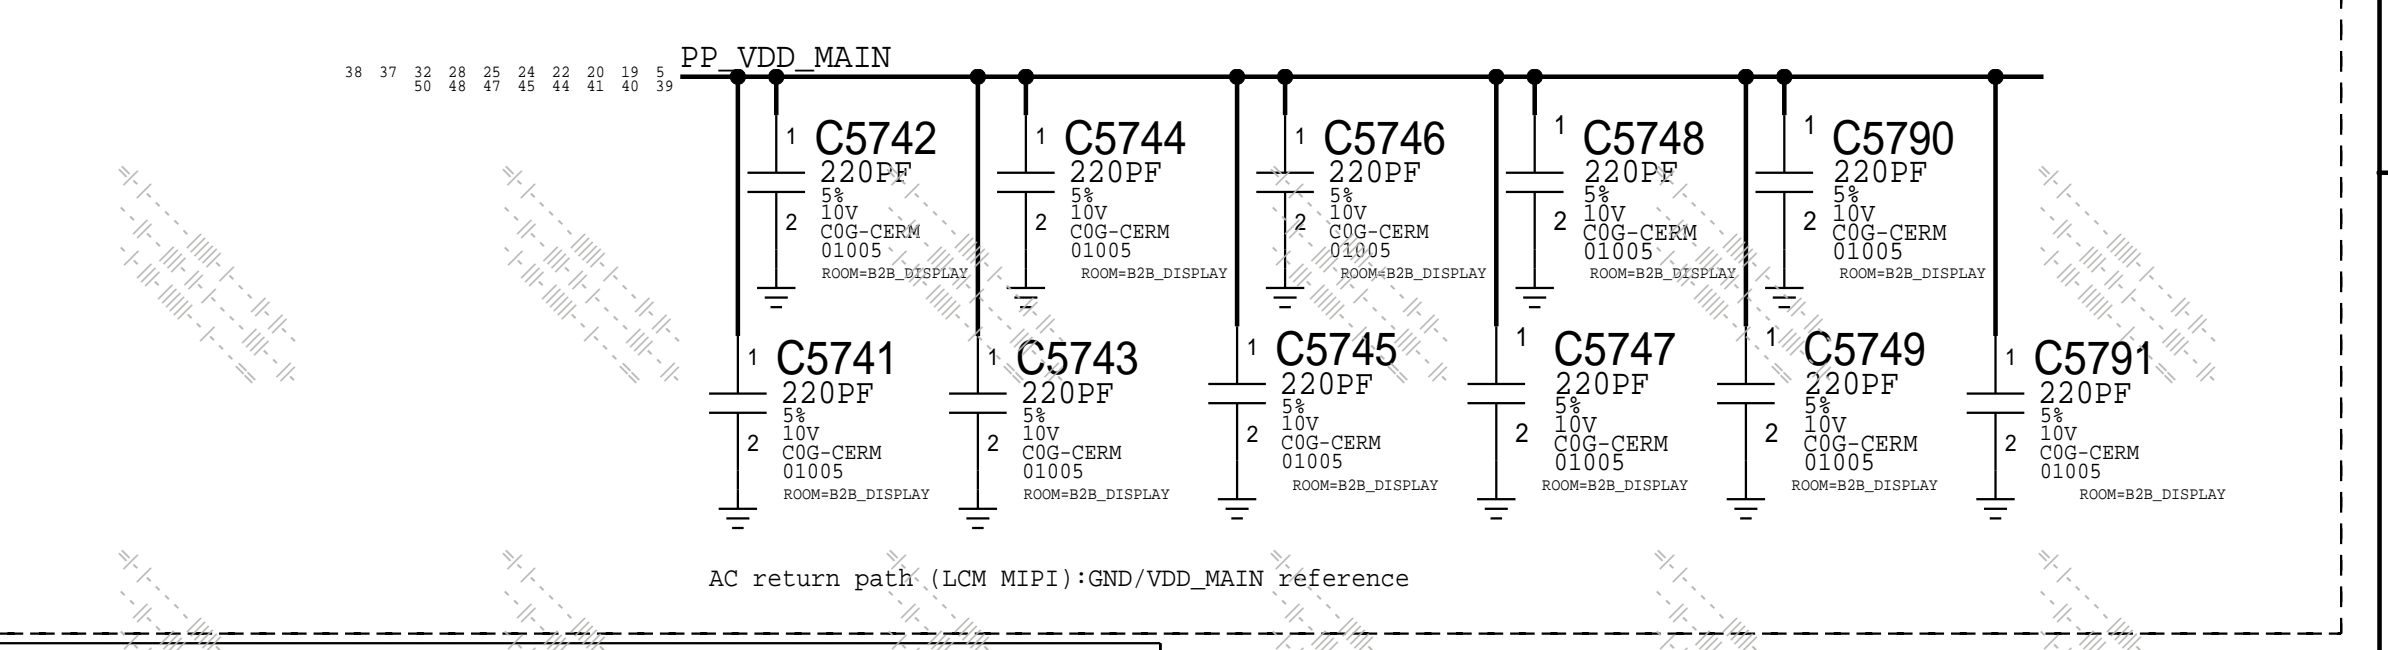 PP_VDD_MAIN
38 37 32 28 25 24 22 20 19 5
50 48 47 45 44 41 40 39
1 C5742
220PF
5%
10V
2
C0G-CERM
01005
ROOM=B2B_DISPLAY
1 C5744
220PF
5%
10V
2
C0G-CERM
01005
ROOM=B2B_DISPLAY
1 C5746
220PF
5%
10V
2
C0G-CERM
01005
ROOM=B2B_DISPLAY
1 C5748
220PF
5%
10V
2
C0G-CERM
01005
ROOM=B2B_DISPLAY
1 C5790
220PF
5%
10V
2
C0G-CERM
01005
ROOM=B2B_DISPLAY
1 C5741
220PF
5%
10V
2
C0G-CERM
01005
ROOM=B2B_DISPLAY
1 C5743
220PF
5%
10V
2
C0G-CERM
01005
ROOM=B2B_DISPLAY
1 C5745
220PF
5%
10V
2
C0G-CERM
01005
ROOM=B2B_DISPLAY
1 C5747
220PF
5%
10V
2
C0G-CERM
01005
ROOM=B2B_DISPLAY
1 C5749
220PF
5%
10V
2
C0G-CERM
01005
ROOM=B2B_DISPLAY
1 C5791
220PF
5%
10V
2
C0G-CERM
01005
ROOM=B2B_DISPLAY
AC return path (LCM MIPI):GND/VDD_MAIN reference